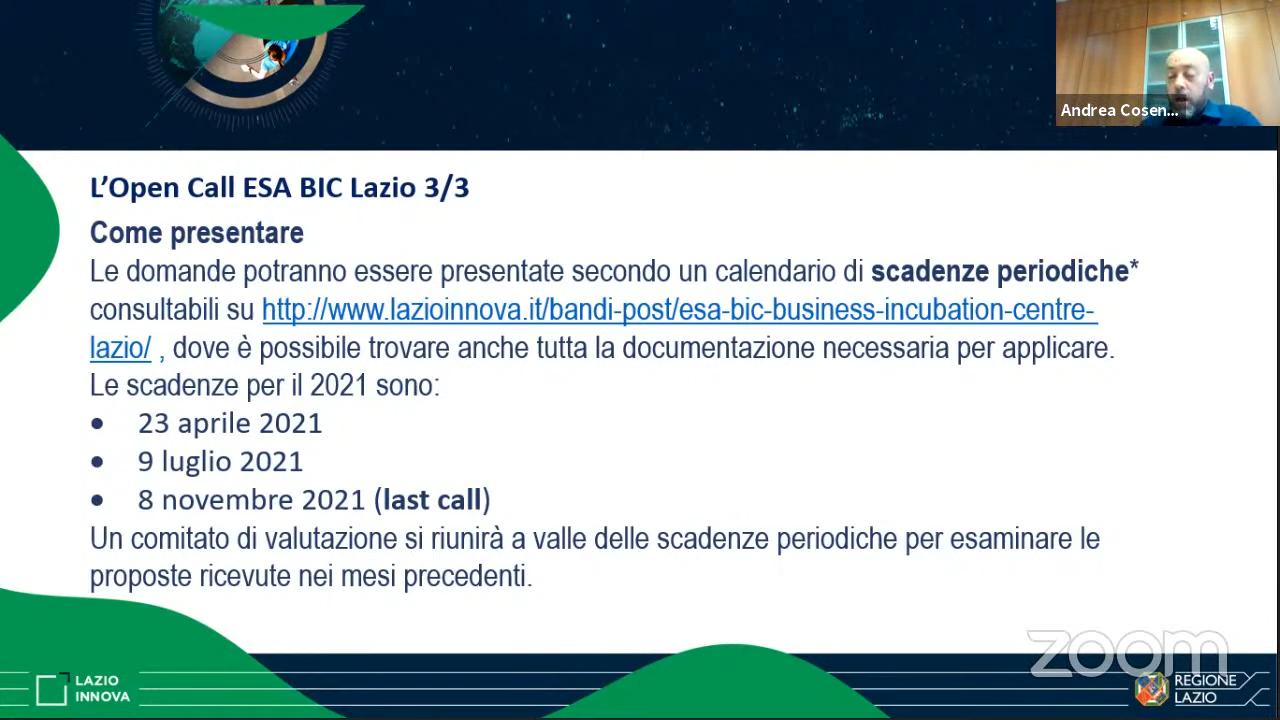 Andrea Cosen...
L’Open Call ESA BIC Lazio 3/3
Come presentare
Le domande potranno essere presentate secondo un calendario di scadenze periodiche*
consultabili su http://www.lazioinnova.it/bandi-post/esa-bic-business-incubation-centre-
lazio/ , dove è possibile trovare anche tutta la documentazione necessaria per applicare.
Le scadenze per il 2021 sono:
• 23 aprile 2021
• 9 luglio 2021
• 8 novembre 2021 (last call)
Un comitato di valutazione si riunirà a valle delle scadenze periodiche per esaminare le
proposte ricevute nei mesi precedenti.
zoom
LAZIO
INNOVA
REGIONE
LAZIO